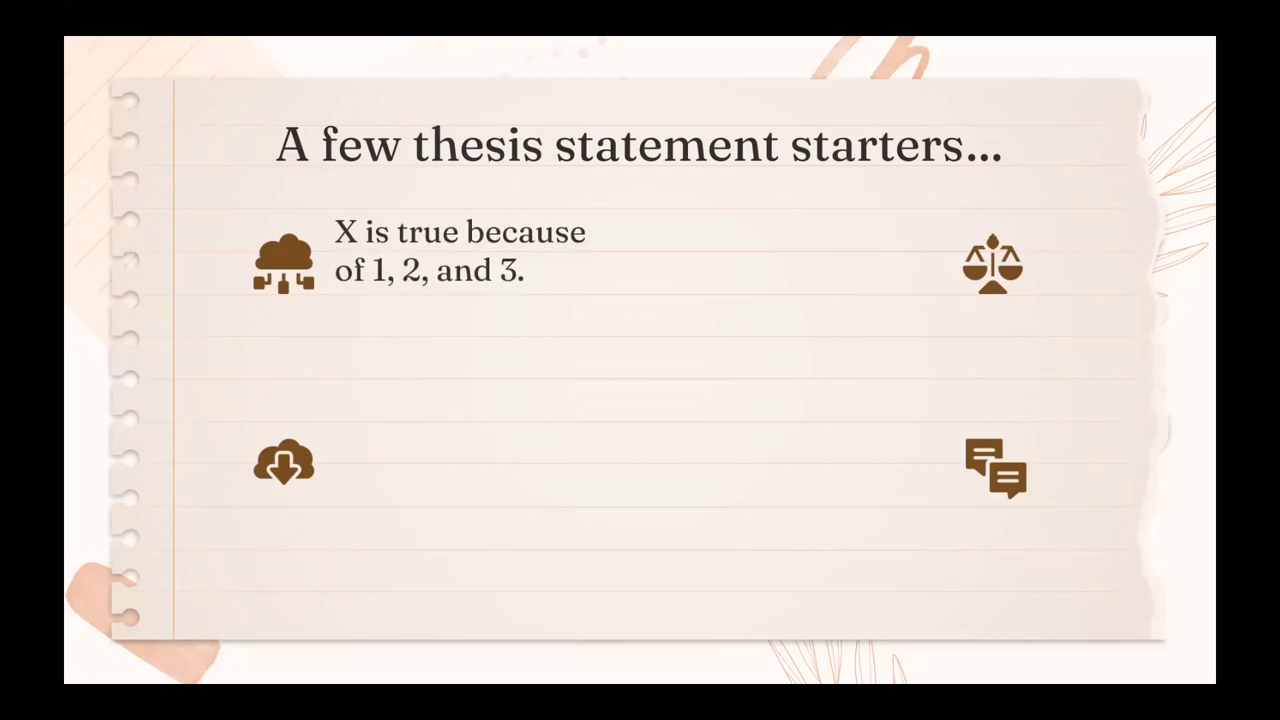 A few thesis statement starters...
X is true because
of 1, 2, and 3.